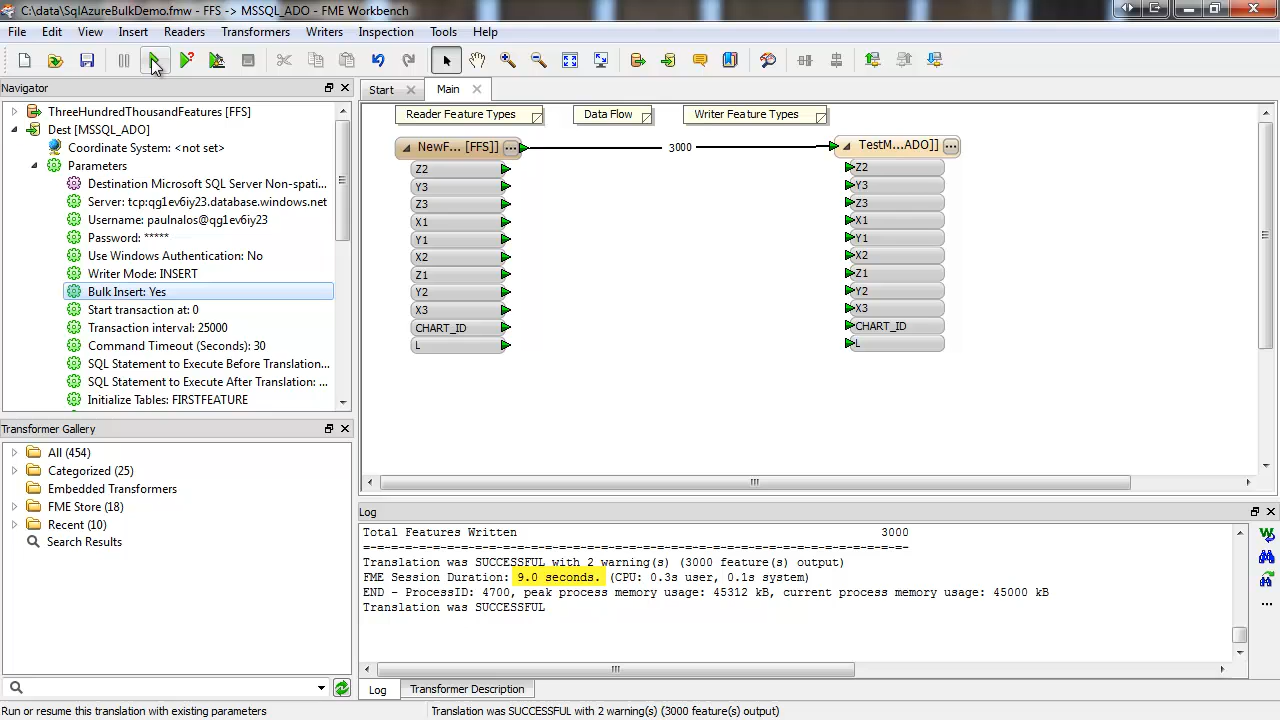 C:\data\SqlAzureBulkDemo.fmw - FFS -> MSSQL_ADO] - FME Workbench
File Edit View Insert Readers Transformers Writers Inspection Tools Help
Navigator
ThreeHundredThousandFeatures [FFS]
Dest [MSSQL_ADO]
Coordinate System: <not set>
Parameters
Destination Microsoft SQL Server Non-spati...
Server: tcp:qg1ev6iy23.database.windows.net
Username: paulnalos@qg1ev6iy23
Password: *****
Use Windows Authentication: No
Writer Mode: INSERT
Bulk Insert: Yes
Start transaction at: 0
Transaction interval: 25000
Command Timeout (Seconds): 30
SQL Statement to Execute Before Translation...
SQL Statement to Execute After Translation: ...
Initialize Tables: FIRSTFEATURE
Transformer Gallery
All (454)
Categorized (25)
Embedded Transformers
FME Store (18)
Recent (10)
Search Results
Start Main
Reader Feature Types Data Flow Writer Feature Types
NewF... [FFS]] ...
Z2
Y3
Z3
X1
Y1
X2
Z1
Y2
X3
CHART_ID
L
3000
TestM...ADO]] ...
Z2
Y3
Z3
X1
Y1
X2
Z1
Y2
X3
CHART_ID
L
Log
Total Features Written 3000
=-=-=-=-=-=-=-=-=-=-=-=-=-=-=-=-=-=-=-=-=-=-=-=-=-=-=-=-=-=-=-=-=-=-=-=-=-=-
Translation was SUCCESSFUL with 2 warning(s) (3000 feature(s) output)
FME Session Duration: 9.0 seconds. (CPU: 0.3s user, 0.1s system)
END - ProcessID: 4700, peak process memory usage: 45312 kB, current process memory usage: 45000 kB
Translation was SUCCESSFUL
Log Transformer Description
Run or resume this translation with existing parameters
Translation was SUCCESSFUL with 2 warning(s) (3000 feature(s) output)